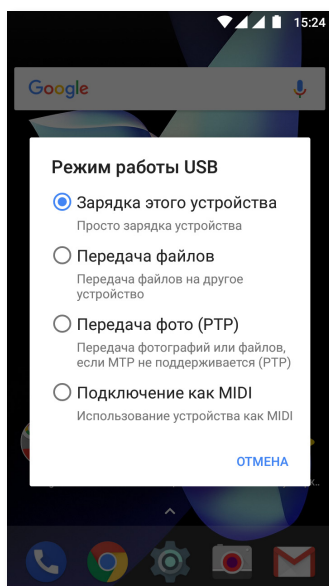 15:24
Google
Режим работы USB
Зарядка этого устройства
Просто зарядка устройства
Передача файлов
Передача файлов на другое
устройство
Передача фото (PTP)
Передача фотографий или файлов,
если MTP не поддерживается (PTP)
Подключение как MIDI
Использование устройства как MIDI
ОТМЕНА